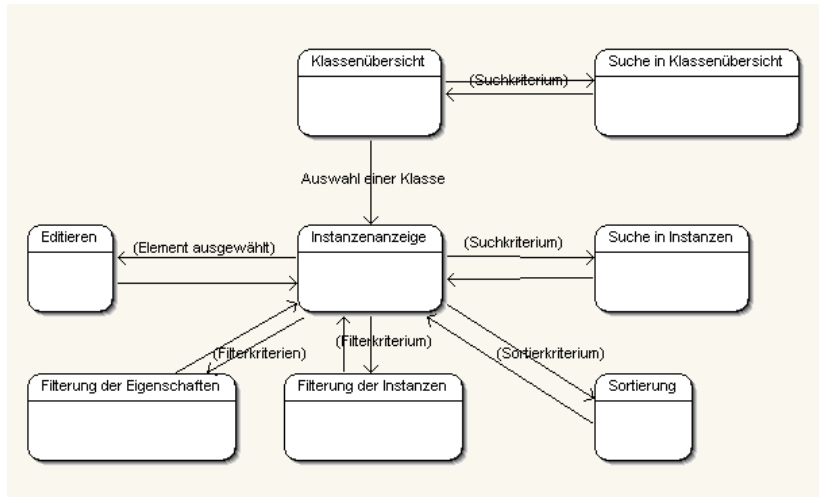 Klassenübersicht
Suche in Klassenübersicht
(Suchkriterium)
Auswahl einer Klasse
Editieren
(Element ausgewählt)
Instanzenanzeige
(Suchkriterium)
Suche in Instanzen
(Filterkriterien)
(Filterkriterium)
(Sortierkriterium)
Filterung der Eigenschaften
Filterung der Instanzen
Sortierung